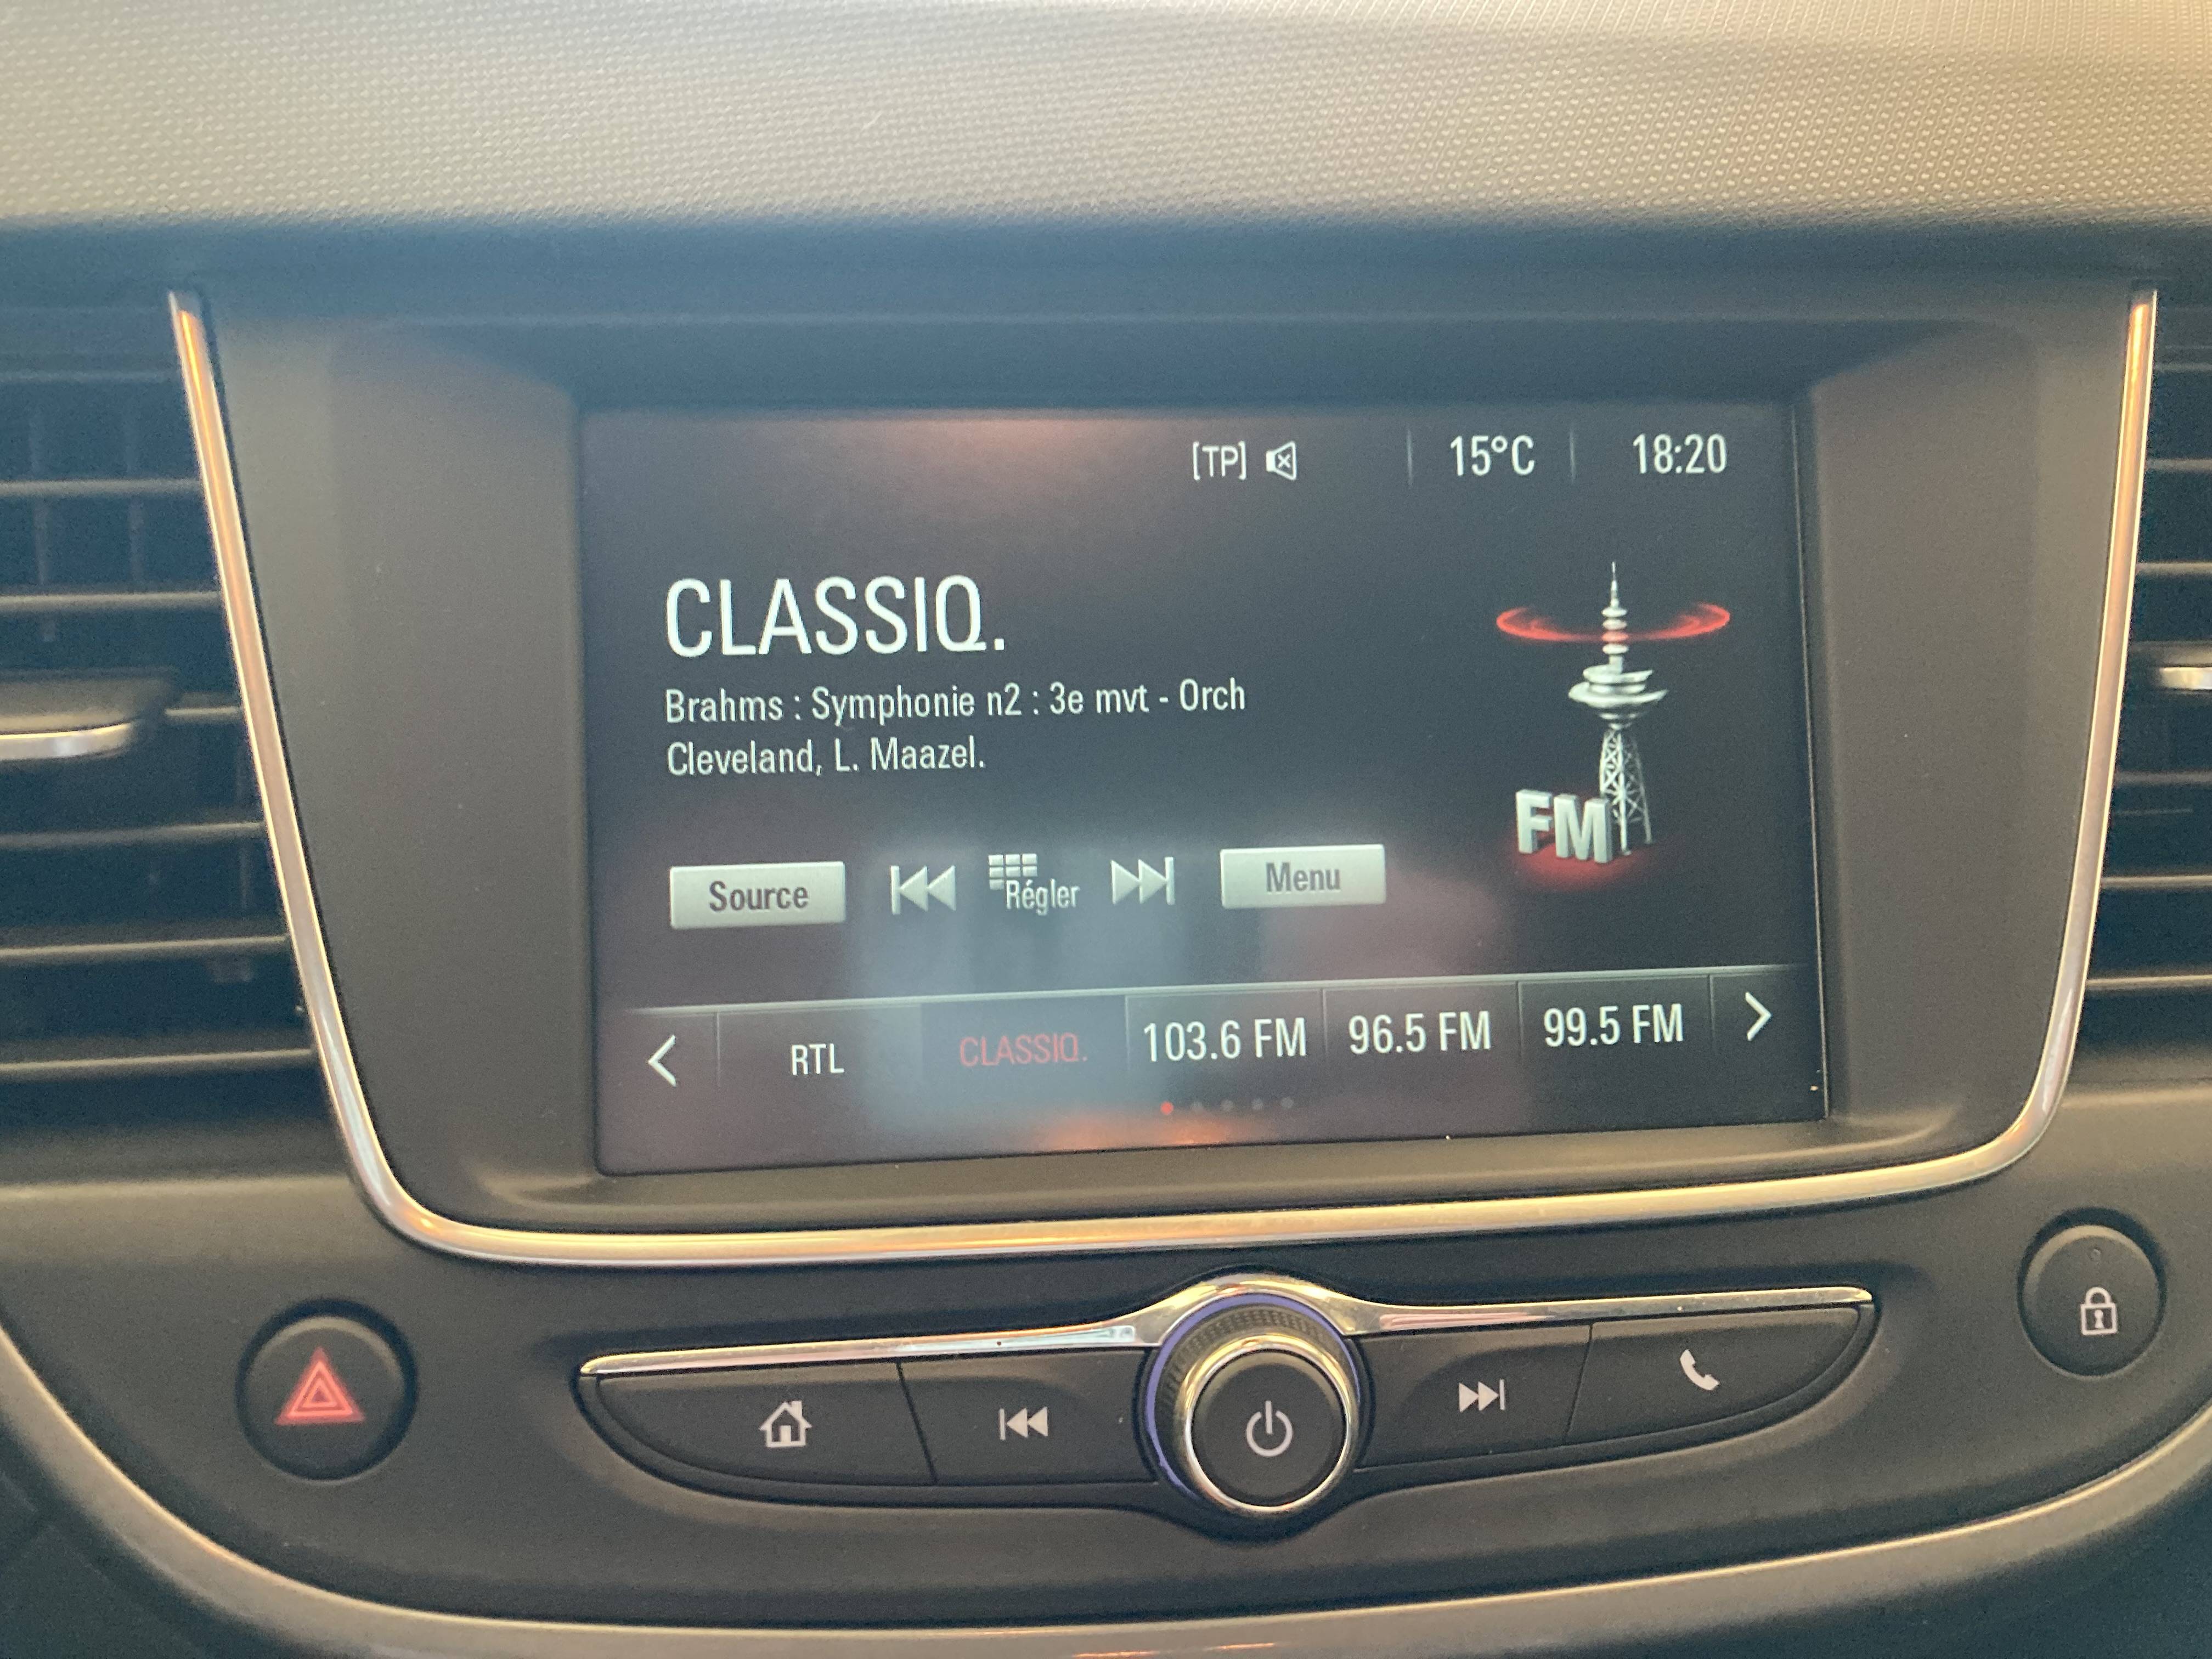 [TP] 15°C 18:20
CLASSIQ.
Brahms : Symphonie n2 : 3e mvt - Orch
Cleveland, L. Maazel.
FM
Source Régler Menu
RTL CLASSIQ. 103.6 FM 96.5 FM 99.5 FM